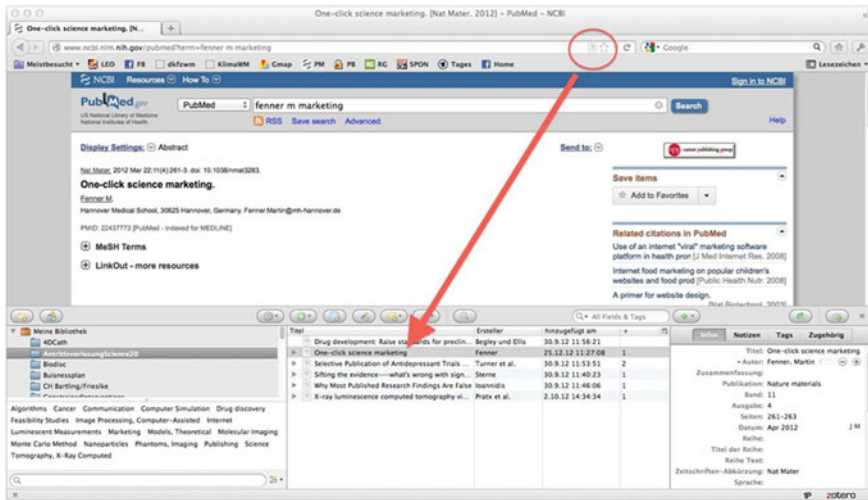 One-click science marketing. [Nat Mater. 2012] - PubMed - NCBI
One-click science marketing. [N...
www.ncbi.nlm.nih.gov/pubmed?term=fenner m marketing
Google
Meistbesucht LEO FB dkfzwm KlimaWM Gmap PM PB RG SPON Tages Home
Lesezeichen
NCBI Resources How To
Sign in to NCBI
PubMed.gov
US National Library of Medicine
National Institutes of Health
PubMed
fenner m marketing
Search
RSS Save search Advanced
Help
Display Settings: Abstract
Send to:
nature publishing group
Nat Mater. 2012 Mar 22;11(4):261-3. doi: 10.1038/nmat3283.
One-click science marketing.
Fenner M.
Hannover Medical School, 30625 Hannover, Germany. Fenner.Martin@mh-hannover.de
PMID: 22437773 [PubMed - indexed for MEDLINE]
MeSH Terms
LinkOut - more resources
Save items
Add to Favorites
Related citations in PubMed
Use of an internet "viral" marketing software
platform in health pron [J Med Internet Res. 2008]
Internet food marketing on popular children's
websites and food prod [Public Health Nutr. 2008]
A primer for website design.
[Nat Biotechnol. 2003]
All Fields & Tags
Meine Bibliothek
4DCath
AntrittsvorlesungScience20
Biodisc
Buisnessplan
CH Bartling/Friesike
Algorithms Cancer Communication Computer Simulation Drug discovery
Feasibility Studies Image Processing, Computer-Assisted Internet
Luminescent Measurements Marketing Models, Theoretical Molecular Imaging
Monte Carlo Method Nanoparticles Phantoms, Imaging Publishing Science
Tomography, X-Ray Computed
Titel Ersteller hinzugefügt am +
Drug development: Raise standards for preclin... Begley und Ellis 30.9.12 11:56:21
One-click science marketing Fenner 25.12.12 11:27:08 1
Selective Publication of Antidepressant Trials ... Turner et al. 30.9.12 11:53:51 2
Sifting the evidence---what's wrong with sign... Sterne 30.9.12 11:40:23 1
Why Most Published Research Findings Are False Ioannidis 30.9.12 11:46:06 1
X-ray luminescence computed tomography vi... Pratx et al. 2.10.12 14:34:34 1
Infos Notizen Tags Zugehörig
Titel: One-click science marketing
Autor: Fenner, Martin
Zusammenfassung:
Publikation: Nature materials
Band: 11
Ausgabe: 4
Seiten: 261-263
Datum: Apr 2012 J M
Reihe:
Titel der Reihe:
Reihe Text:
Zeitschriften-Abkürzung: Nat Mater
Sprache:
zotero